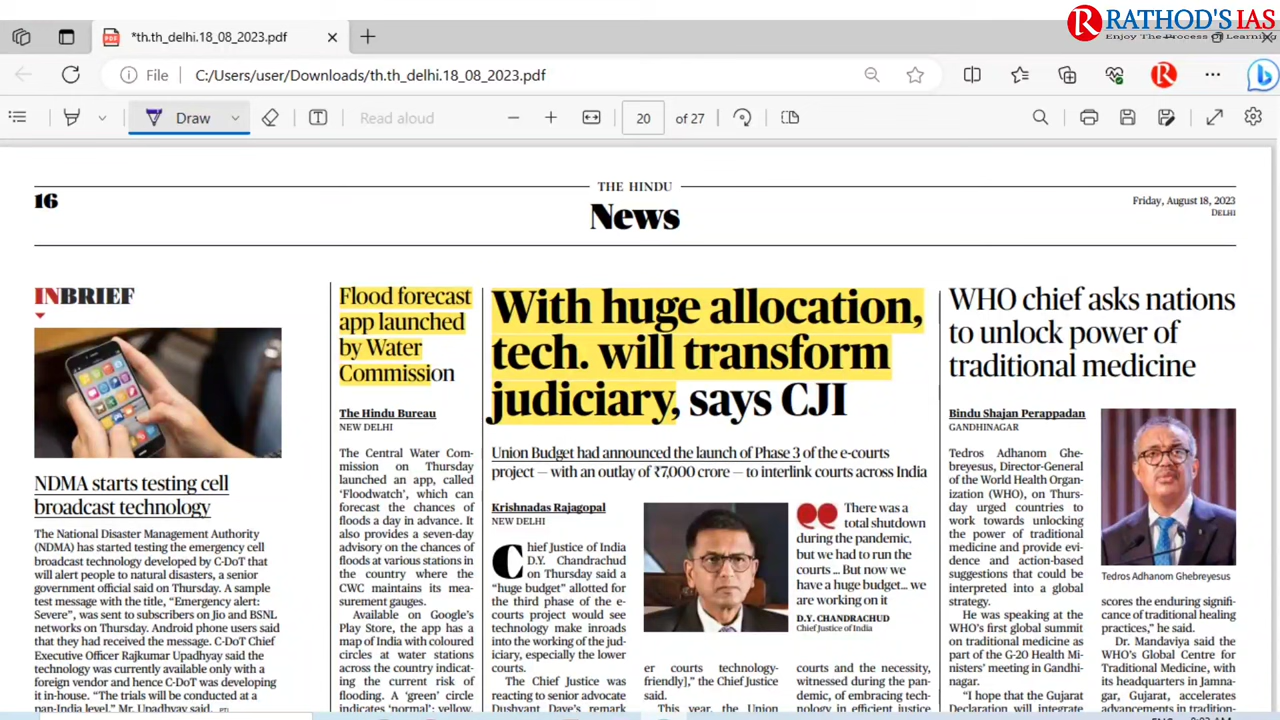 RATHOD'S IAS
Enjoy The Process of Learning
*th.th_delhi.18_08_2023.pdf
File
C:/Users/user/Downloads/th.th_delhi.18_08_2023.pdf
Draw
Read aloud
20
of 27
16
THE HINDU
News
Friday, August 18, 2023
DELHI
INBRIEF
NDMA starts testing cell
broadcast technology
The National Disaster Management Authority
(NDMA) has started testing the emergency cell
broadcast technology developed by C-DoT that
will alert people to natural disasters, a senior
government official said on Thursday. A sample
test message with the title, “Emergency alert:
Severe”, was sent to subscribers on Jio and BSNL
networks on Thursday. Android phone users said
that they had received the message. C-DoT Chief
Executive Officer Rajkumar Upadhyay said the
technology was currently available only with a
foreign vendor and hence C-DoT was developing
it in-house. “The trials will be conducted at a
pan-India level,” Mr. Upadhyay said. PTI
Flood forecast
app launched
by Water
Commission
The Hindu Bureau
NEW DELHI
The Central Water Com-
mission on Thursday
launched an app, called
‘Floodwatch’, which can
forecast the chances of
floods a day in advance. It
also provides a seven-day
advisory on the chances of
floods at various stations in
the country where the
CWC maintains its mea-
surement gauges.
Available on Google’s
Play Store, the app has a
map of India with coloured
circles at water stations
across the country indicat-
ing the current risk of
flooding. A ‘green’ circle
indicates ‘normal’; yellow,
With huge allocation,
tech. will transform
judiciary, says CJI
Union Budget had announced the launch of Phase 3 of the e-courts
project — with an outlay of ₹7,000 crore — to interlink courts across India
Krishnadas Rajagopal
NEW DELHI
Chief Justice of India
D.Y. Chandrachud
on Thursday said a
“huge budget” allotted for
the third phase of the e-
courts project would see
technology make inroads
into the working of the jud-
iciary, especially the lower
courts.
The Chief Justice was
reacting to senior advocate
Dushyant Dave’s remark
There was a
total shutdown
during the pandemic,
but we had to run the
courts ... But now we
have a huge budget... we
are working on it
D.Y. CHANDRACHUD
Chief Justice of India
er courts technology-
friendly],” the Chief Justice
said.
This year, the Union
courts and the necessity,
witnessed during the pan-
demic, of embracing tech-
nology in efficient justice
WHO chief asks nations
to unlock power of
traditional medicine
Bindu Shajan Perappadan
GANDHINAGAR
Tedros Adhanom Ghe-
breyesus, Director-General
of the World Health Organ-
ization (WHO), on Thurs-
day urged countries to
work towards unlocking
the power of traditional
medicine and provide evi-
dence and action-based
suggestions that could be
interpreted into a global
strategy.
He was speaking at the
WHO’s first global summit
on traditional medicine as
part of the G-20 Health Mi-
nisters’ meeting in Gandhi-
nagar.
“I hope that the Gujarat
Declaration will integrate
Tedros Adhanom Ghebreyesus
scores the enduring signifi-
cance of traditional healing
practices,” he said.
Dr. Mandaviya said the
WHO’s Global Centre for
Traditional Medicine, with
its headquarters in Jamna-
gar, Gujarat, accelerates
advancements in tradition-